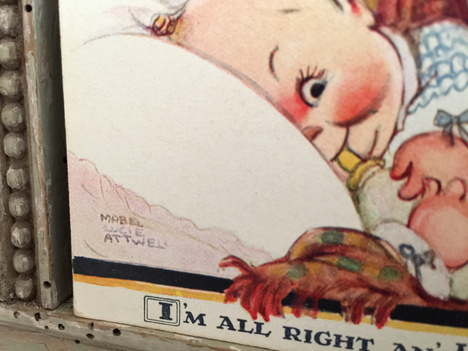 MABEL
LUCIE
ATTWELL
I'M ALL RIGHT AN'